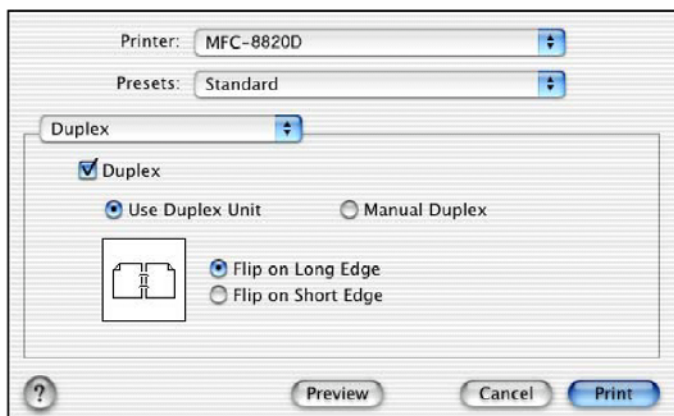 Printer: MFC-8820D
Presets: Standard
Duplex
Duplex
Use Duplex Unit Manual Duplex
Flip on Long Edge
Flip on Short Edge
? Preview Cancel Print